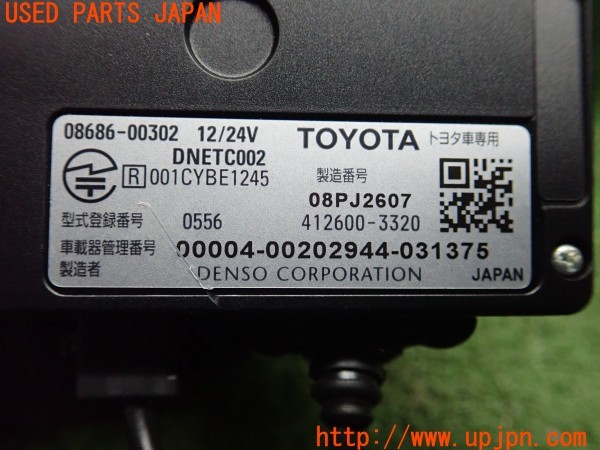 USED PARTS JAPAN
08686-00302 12/24V TOYOTA トヨタ車専用
DNETC002
R 001CYBE1245 製造番号
08PJ2607
型式登録番号 0556 412600-3320
車載器管理番号 00004-00202944-031375
製造者 DENSO CORPORATION JAPAN
http://www.upjpn.com/